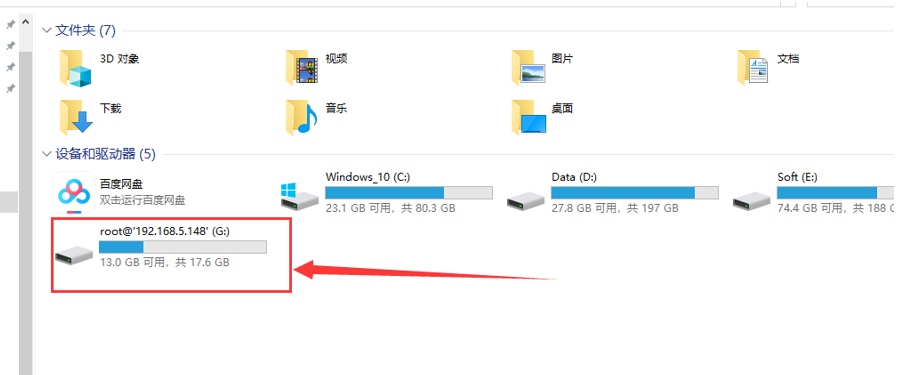 文件夹 (7)
3D 对象
视频
图片
文档
下载
音乐
桌面
设备和驱动器 (5)
百度网盘
双击运行百度网盘
Windows_10 (C:)
23.1 GB 可用，共 80.3 GB
Data (D:)
27.8 GB 可用，共 197 GB
Soft (E:)
74.4 GB 可用，共 188 G
root@'192.168.5.148' (G:)
13.0 GB 可用，共 17.6 GB